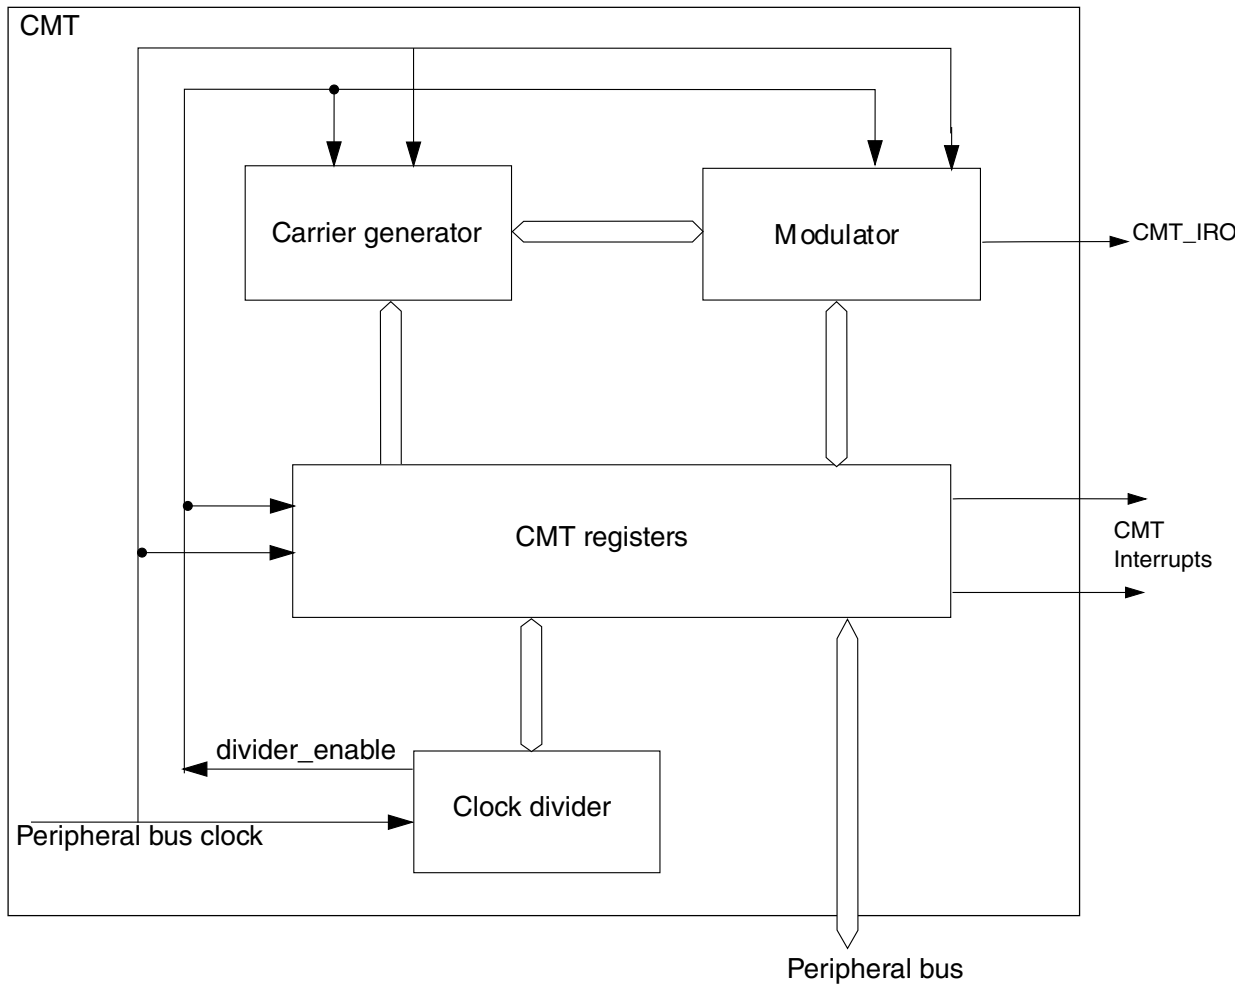 CMT
Carrier generator
Modulator
CMT_IRO
CMT registers
CMT
Interrupts
divider_enable
Clock divider
Peripheral bus clock
Peripheral bus